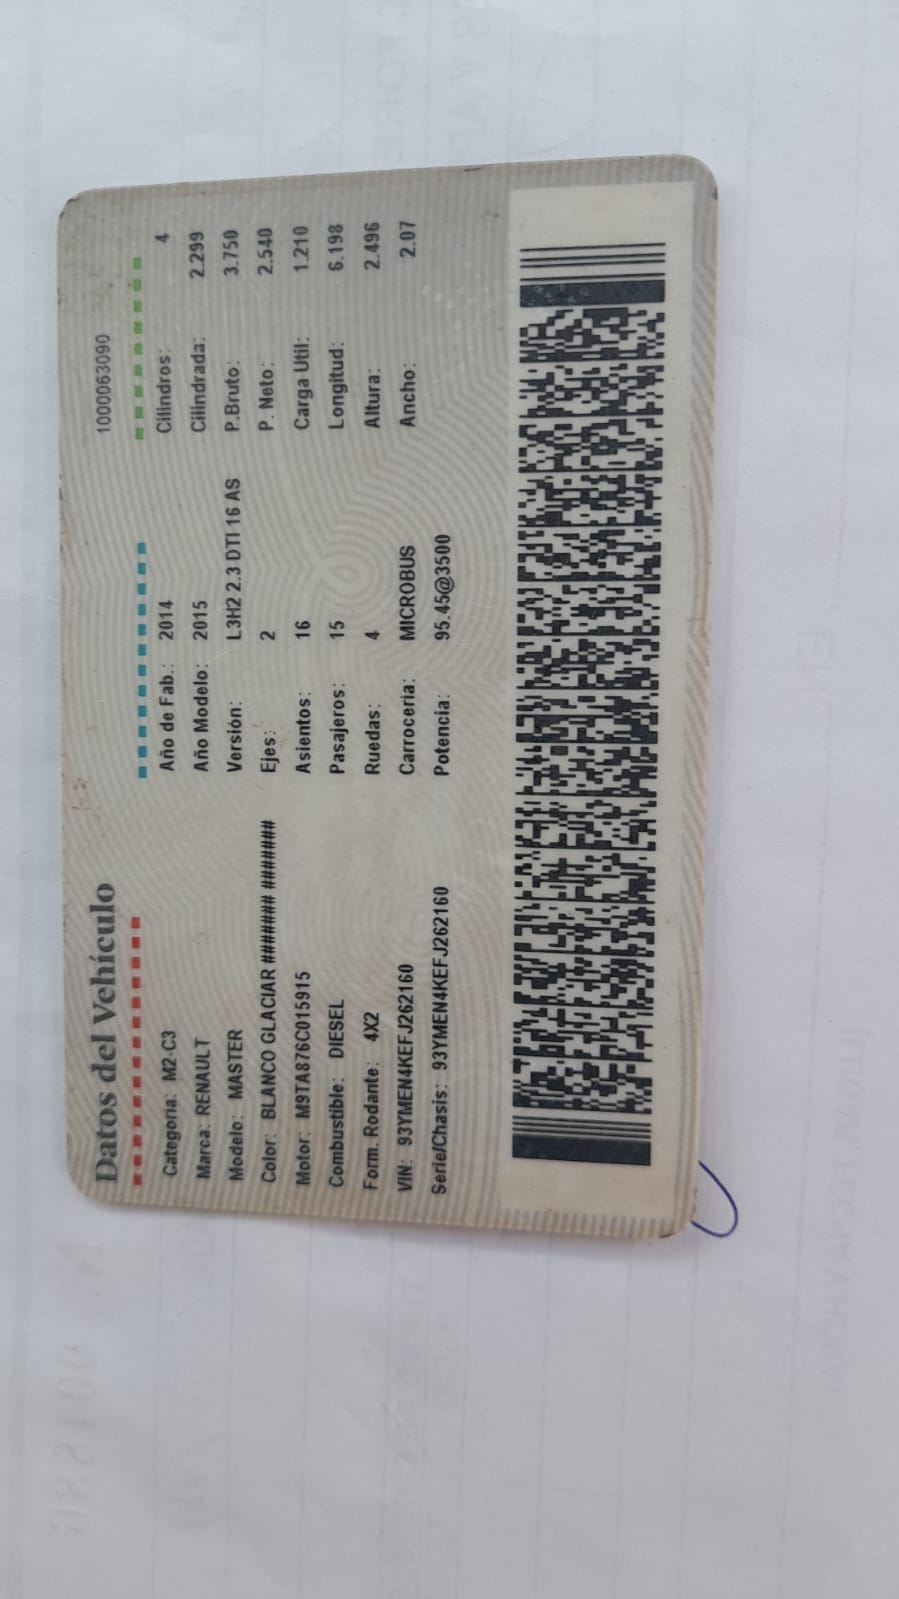 Datos del Vehículo
1000063090
Categoría: M2-C3
Marca: RENAULT
Modelo: MASTER
Color: BLANCO GLACIAR ####### #######
Motor: M9TA876C015915
Combustible: DIESEL
Form. Rodante: 4X2
VIN: 93YMEN4KEFJ262160
Serie/Chasis: 93YMEN4KEFJ262160
Año de Fab.: 2014
Año Modelo: 2015
Versión: L3H2 2.3 DTI 16 AS
Ejes: 2
Asientos: 16
Pasajeros: 15
Ruedas: 4
Carrocería: MICROBUS
Potencia: 95.45@3500
Cilindros: 4
Cilindrada: 2.299
P.Bruto: 3.750
P. Neto: 2.540
Carga Util: 1.210
Longitud: 6.198
Altura: 2.496
Ancho: 2.07